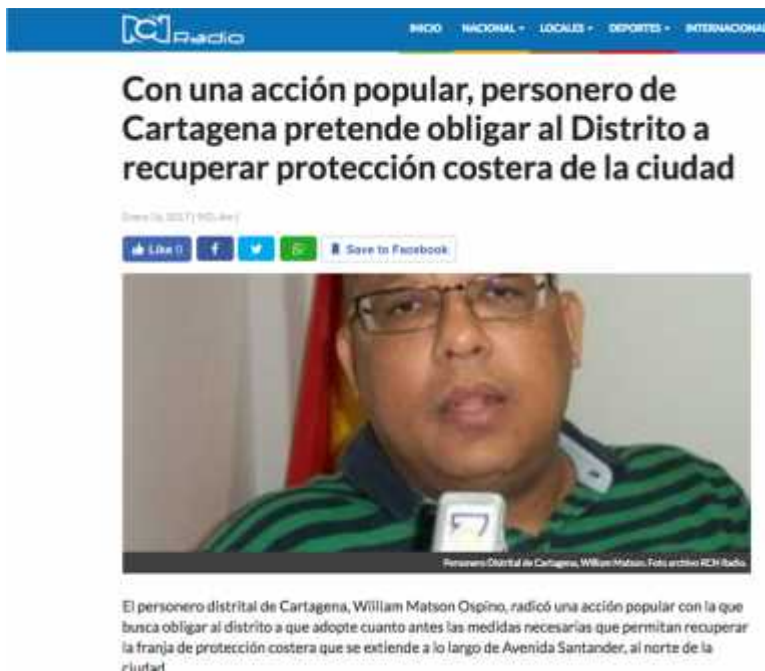 RCN Radio
INICIO NACIONAL LOCALES DEPORTES INTERNACIONAL
Con una acción popular, personero de
Cartagena pretende obligar al Distrito a
recuperar protección costera de la ciudad
Like 0 Save to Facebook
Personero Distrital de Cartagena, William Matson. Foto archivo RCN Radio.
El personero distrital de Cartagena, William Matson Ospino, radicó una acción popular con la que
busca obligar al distrito a que adopte cuanto antes las medidas necesarias que permitan recuperar
la franja de protección costera que se extiende a lo largo de Avenida Santander, al norte de la
ciudad